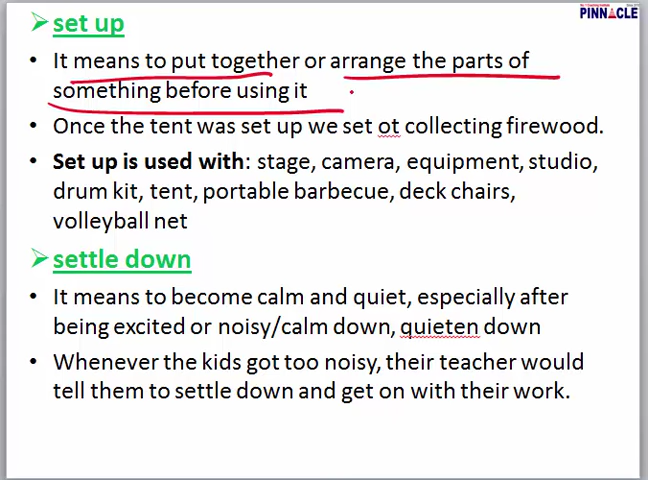 PINNACLE
set up
• It means to put together or arrange the parts of
something before using it
• Once the tent was set up we set ot collecting firewood.
• Set up is used with: stage, camera, equipment, studio,
drum kit, tent, portable barbecue, deck chairs,
volleyball net
settle down
• It means to become calm and quiet, especially after
being excited or noisy/calm down, quieten down
• Whenever the kids got too noisy, their teacher would
tell them to settle down and get on with their work.